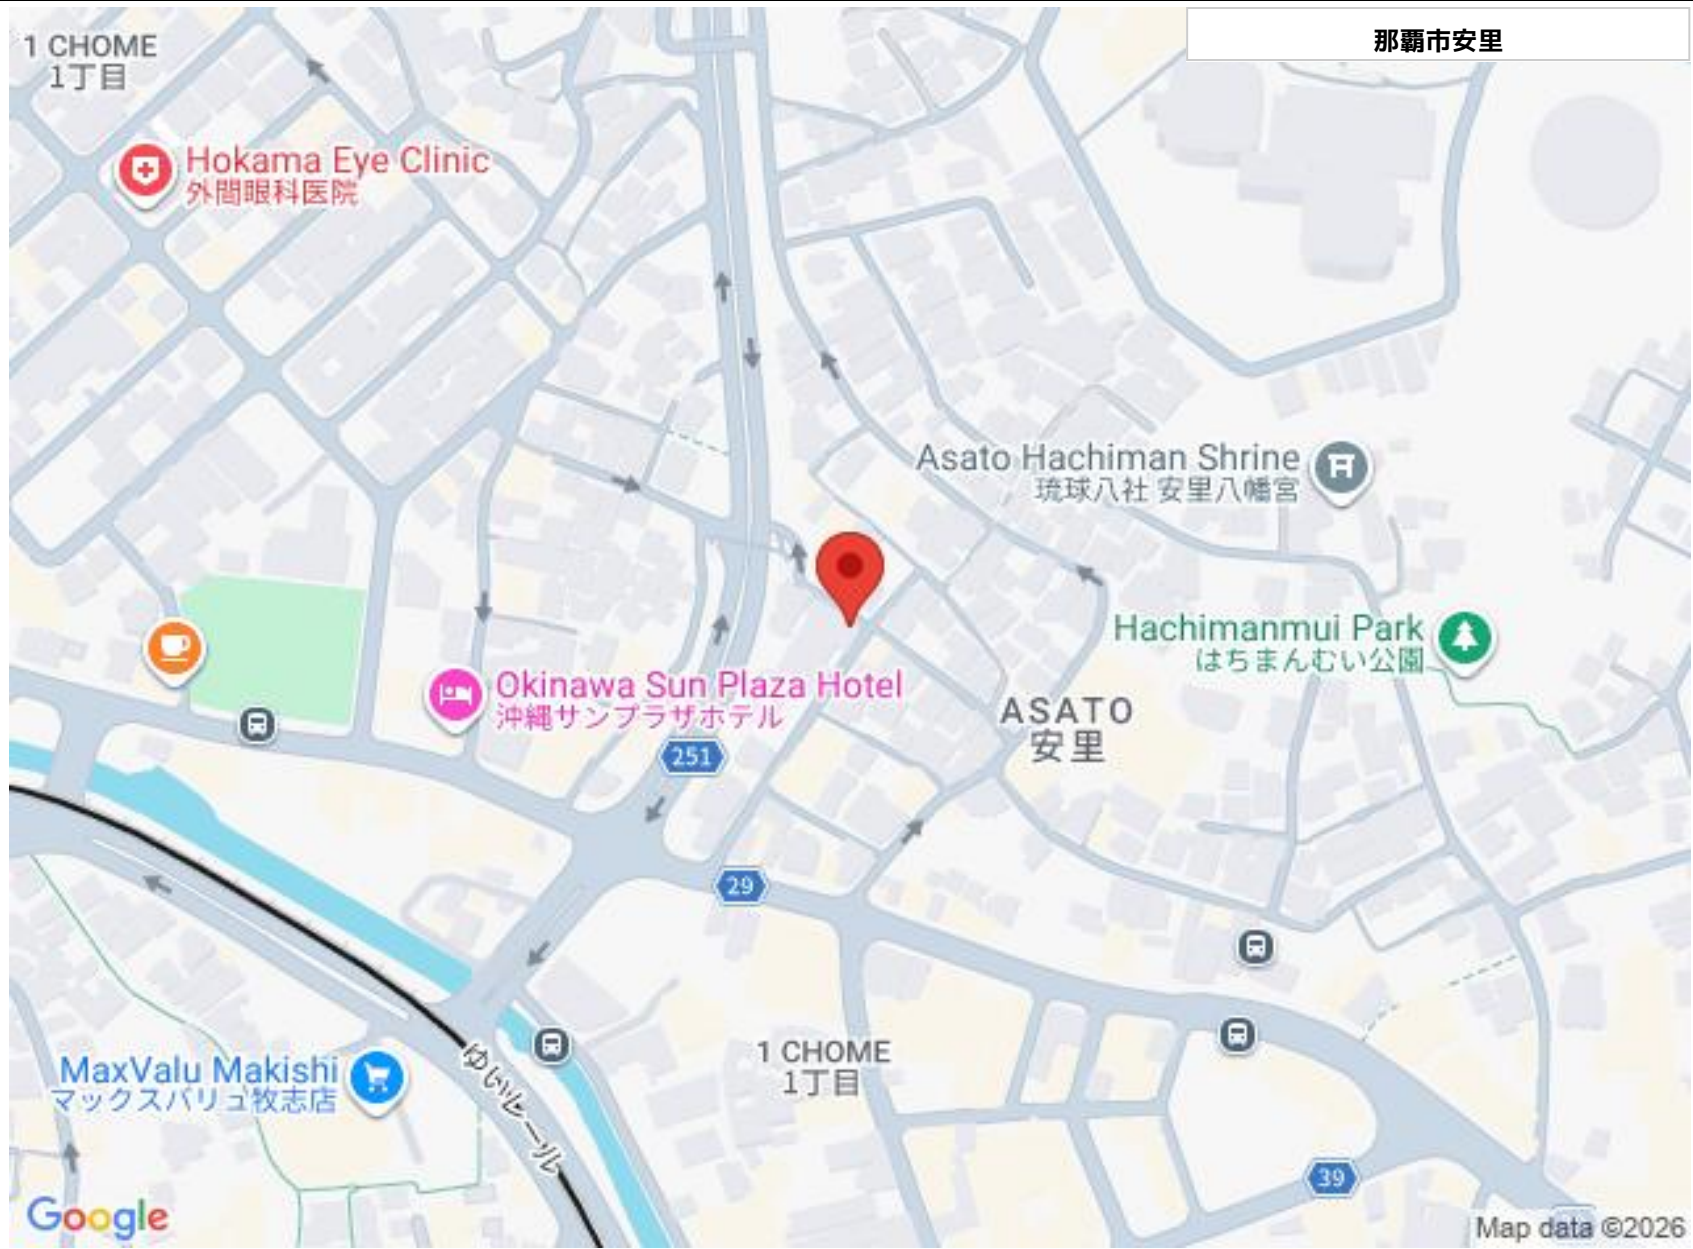 那覇市安里
1 CHOME
1丁目
Hokama Eye Clinic
外間眼科医院
Asato Hachiman Shrine
琉球八社 安里八幡宮
Hachimanmui Park
はちまんむい公園
Okinawa Sun Plaza Hotel
沖縄サンプラザホテル
ASATO
安里
251
29
1 CHOME
1丁目
MaxValu Makishi
マックスバリュ牧志店
ゆいレール
39
Google
Map data ©2026